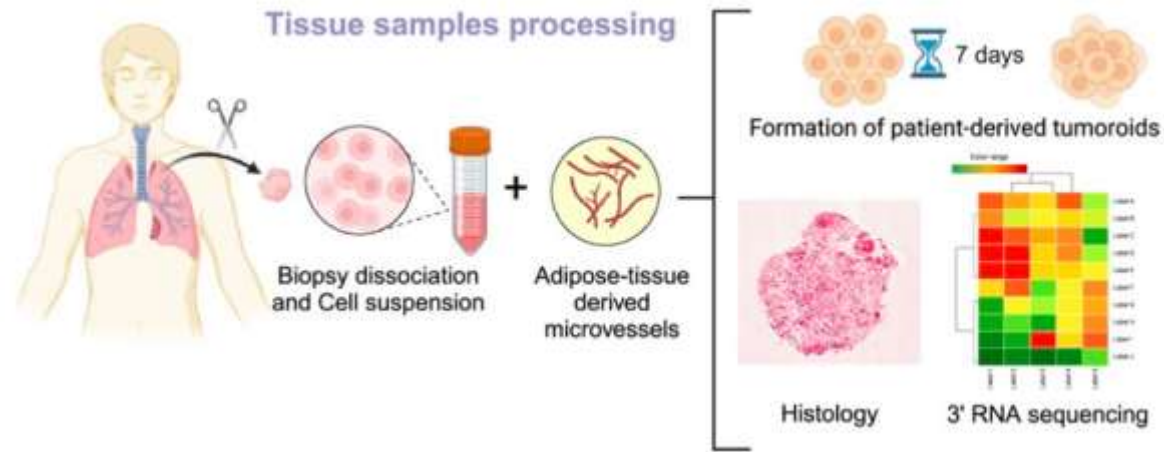 Tissue samples processing
7 days
Formation of patient-derived tumoroids
Biopsy dissociation
and Cell suspension
+
Adipose-tissue
derived
microvessels
Histology
3' RNA sequencing